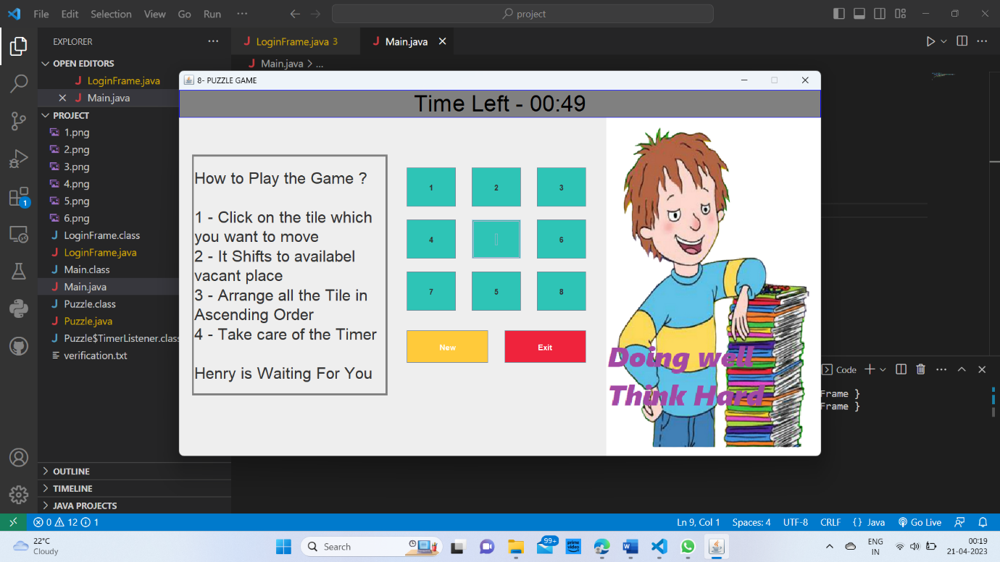 File Edit Selection View Go Run ··· project
EXPLORER ···
LoginFrame.java 3
Main.java
OPEN EDITORS
Main.java > ...
LoginFrame.java
Main.java
PROJECT
1.png
2.png
3.png
4.png
5.png
6.png
LoginFrame.class
LoginFrame.java
Main.class
Main.java
Puzzle.class
Puzzle.java
Puzzle$TimerListener.class
verification.txt
OUTLINE
TIMELINE
JAVA PROJECTS
8- PUZZLE GAME
Time Left - 00:49
How to Play the Game ?
1 - Click on the tile which
you want to move
2 - It Shifts to availabel
vacant place
3 - Arrange all the Tile in
Ascending Order
4 - Take care of the Timer
Henry is Waiting For You
1 2 3
4 6
7 5 8
New Exit
Doing well
Think Hard
Code
Frame }
Frame }
1
0 12 1
Ln 9, Col 1 Spaces: 4 UTF-8 CRLF {} Java Go Live
22°C
Cloudy
Search
99+
prime video
ENG
IN
00:19
21-04-2023